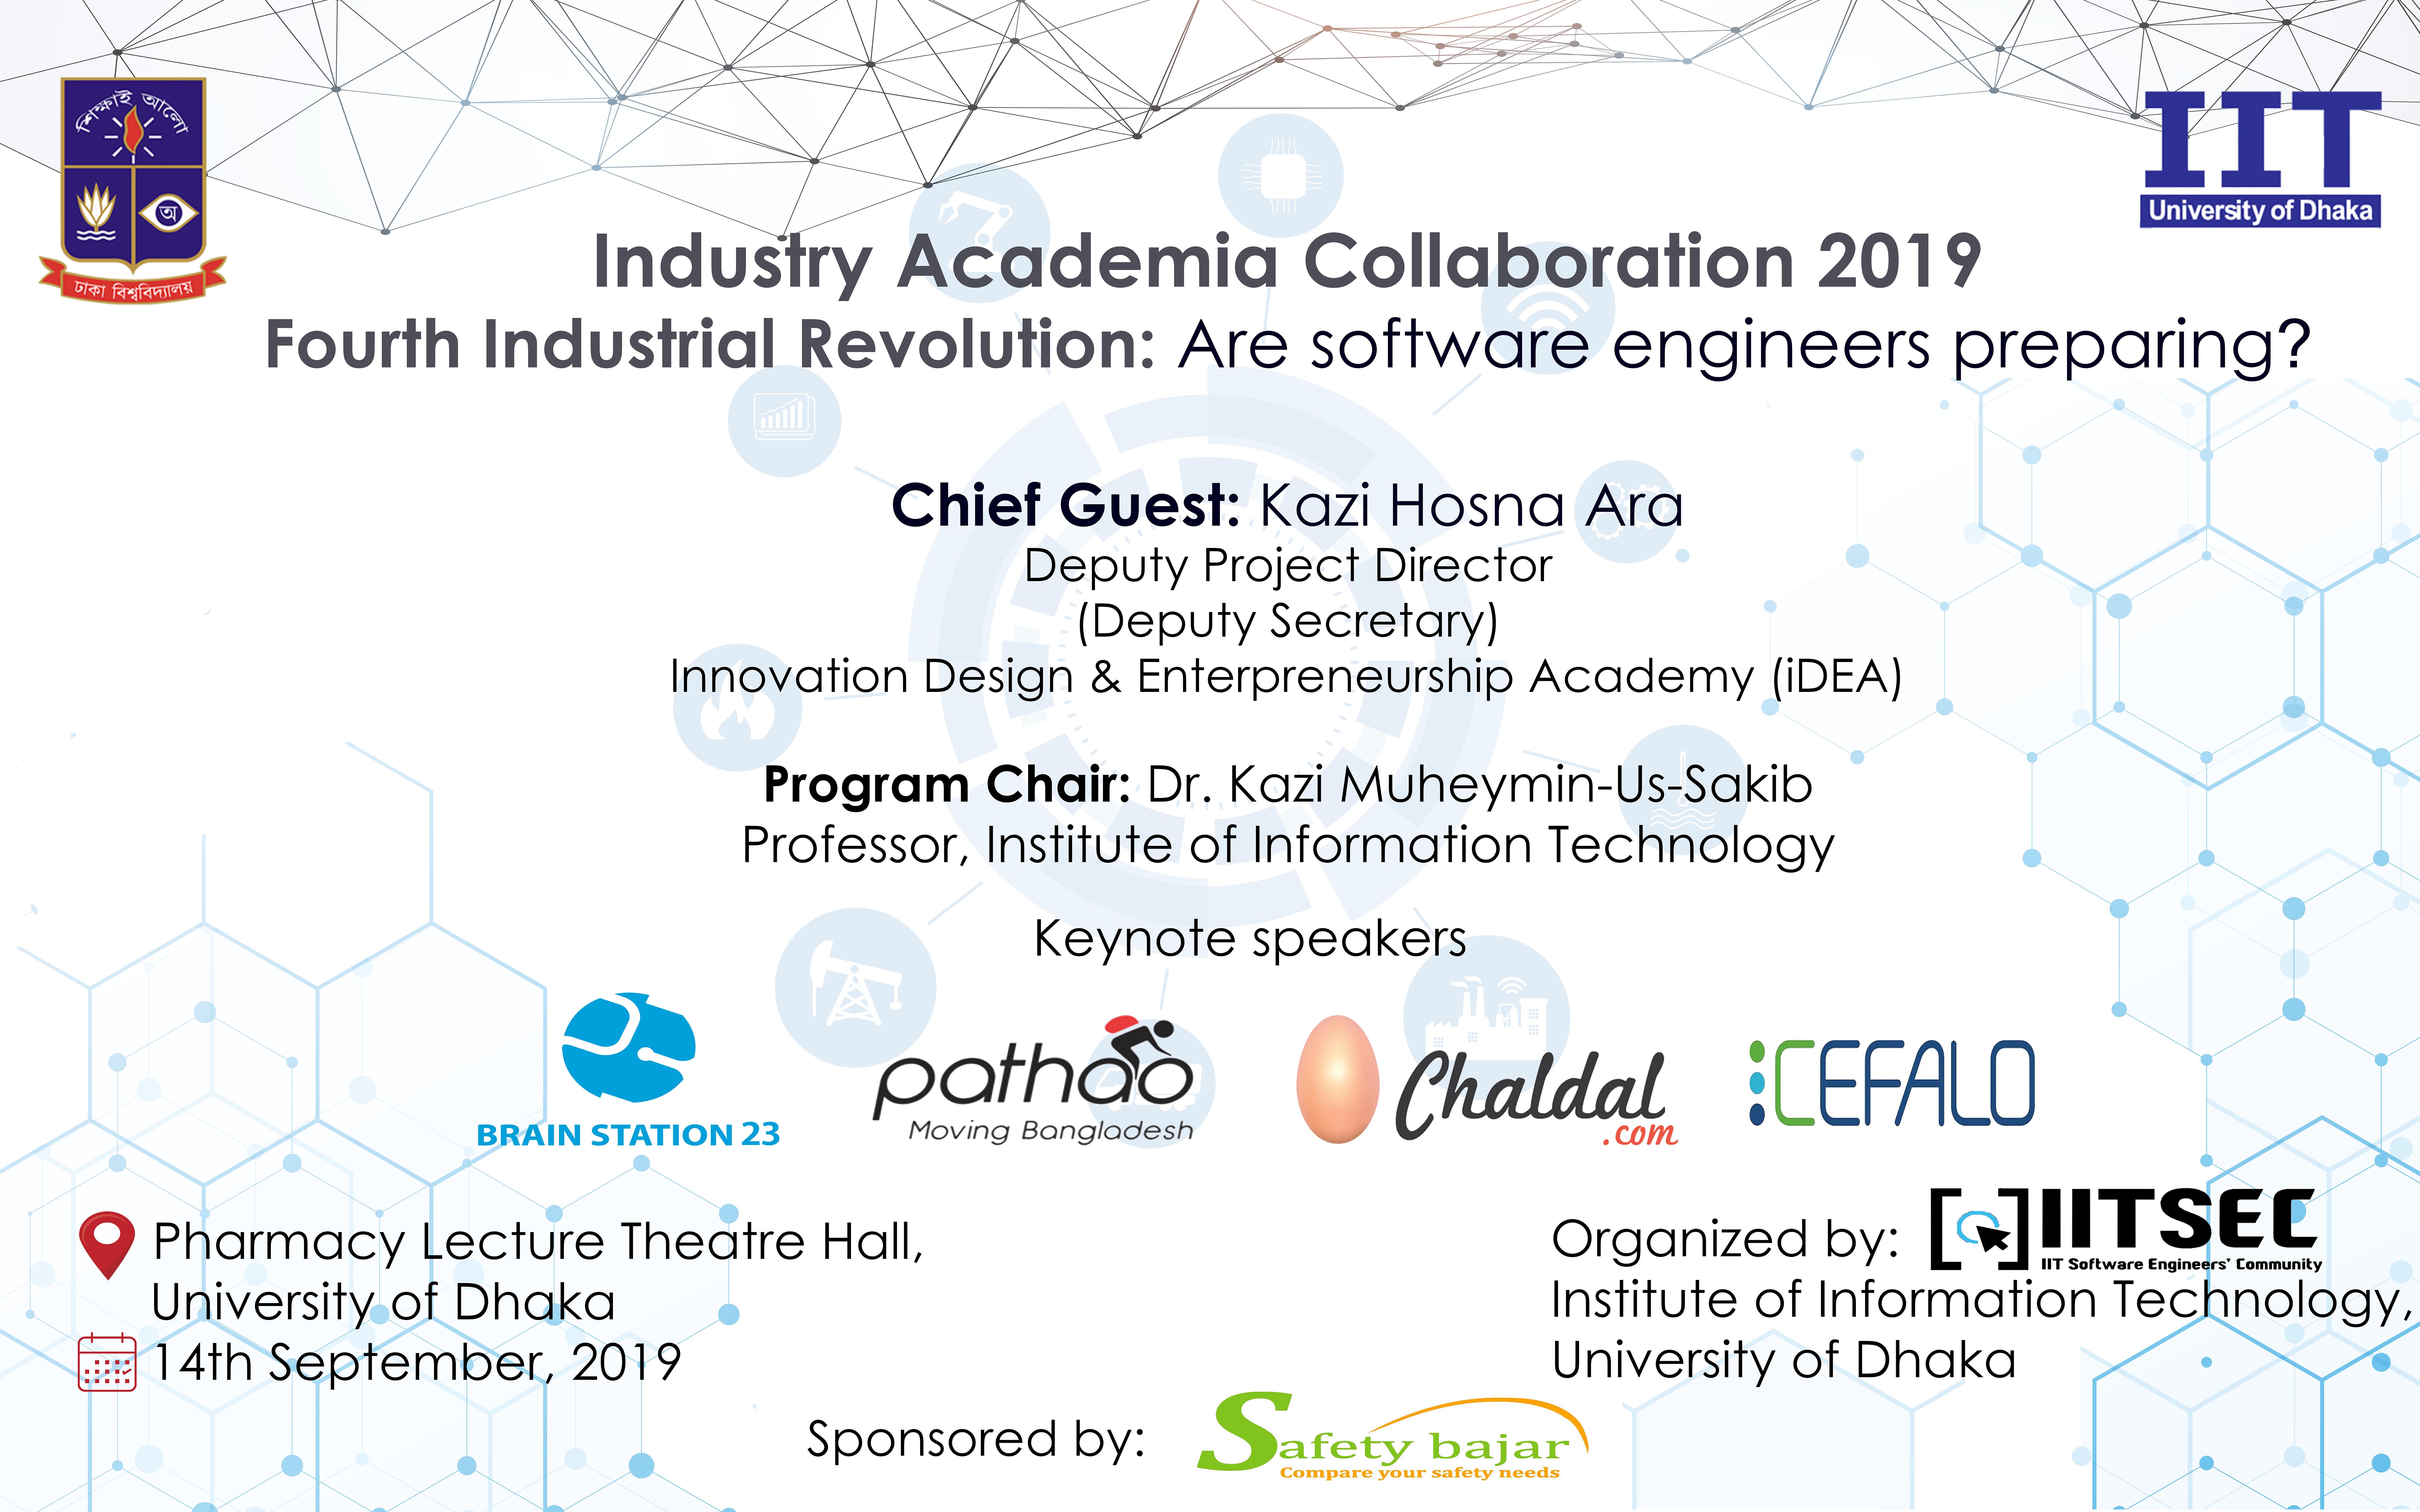 শিক্ষাই আলো
অ
ঢাকা বিশ্ববিদ্যালয়
IIT
University of Dhaka
Industry Academia Collaboration 2019
Fourth Industrial Revolution: Are software engineers preparing?
Chief Guest: Kazi Hosna Ara
Deputy Project Director
(Deputy Secretary)
Innovation Design & Enterpreneurship Academy (iDEA)
Program Chair: Dr. Kazi Muheymin-Us-Sakib
Professor, Institute of Information Technology
Keynote speakers
BRAIN STATION 23
pathao
Moving Bangladesh
Chaldal
.com
CEFALO
Pharmacy Lecture Theatre Hall,
University of Dhaka
14th September, 2019
Organized by: [ ] IITSEC
IIT Software Engineers' Community
Institute of Information Technology,
University of Dhaka
Sponsored by: Safety bajar
Compare your safety needs